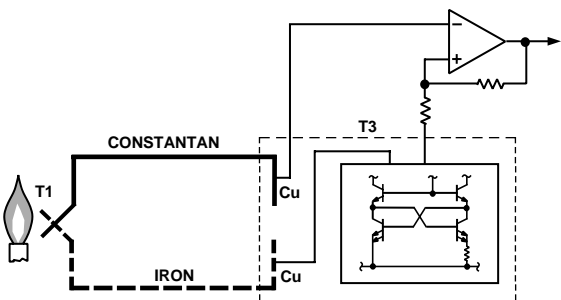 −
+
T3
CONSTANTAN
T1
Cu
Cu
IRON